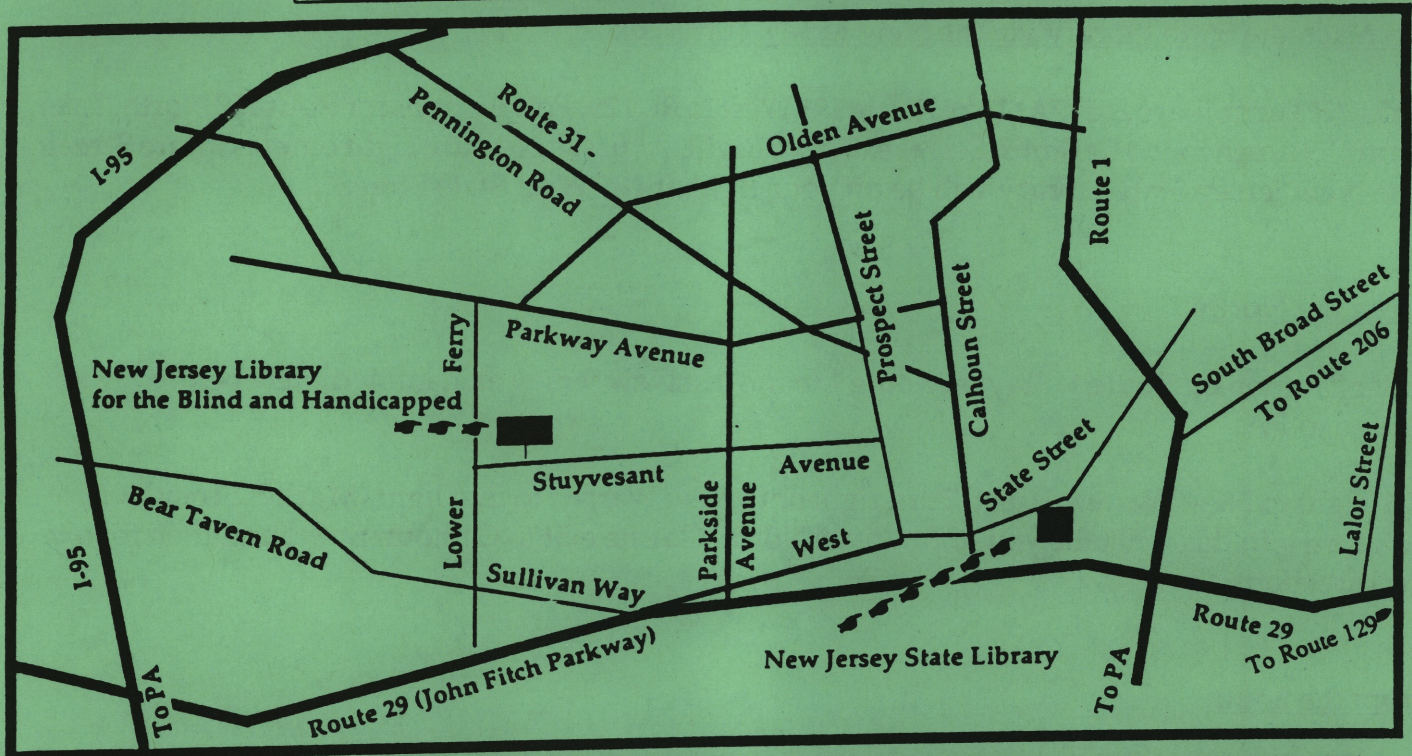 Route 31-
Pennington Road
Olden Avenue
I-95
Route 1
Prospect Street
Calhoun Street
South Broad Street
To Route 206
Ferry
Parkway Avenue
New Jersey Library
for the Blind and Handicapped
Stuyvesant
Avenue
State Street
Lalor Street
Bear Tavern Road
Lower
Parkside
Avenue
West
I-95
Sullivan Way
Route 29
To Route 129
New Jersey State Library
To PA
To PA
Route 29 (John Fitch Parkway)